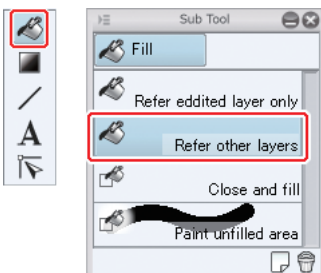 Sub Tool
Fill
Refer eddited layer only
A
Refer other layers
Close and fill
Paint unfilled area